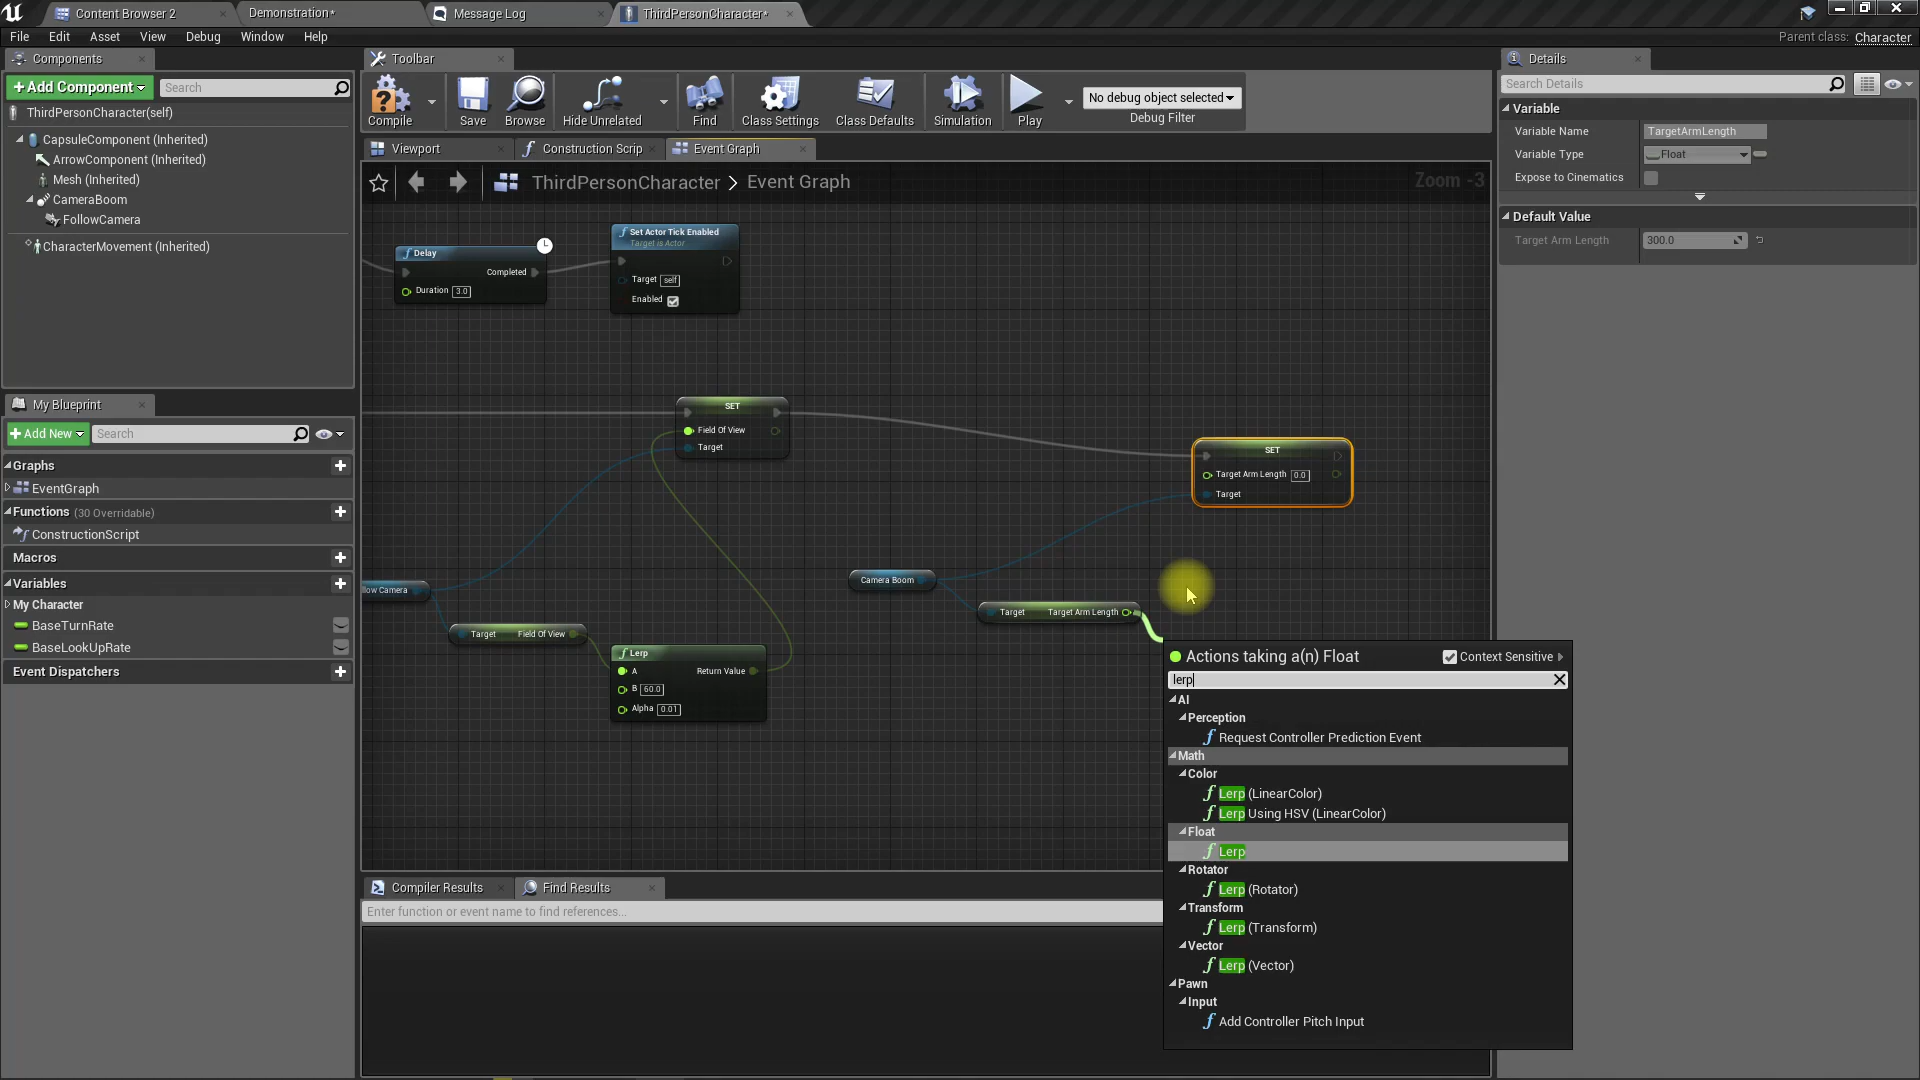 Content Browser 2
Demonstration*
Message Log
ThirdPersonCharacter*
File Edit Asset View Debug Window Help
Parent class: Character
Components
Toolbar
Details
+Add Component
Search
Search Details
ThirdPersonCharacter(self)
CapsuleComponent (Inherited)
ArrowComponent (Inherited)
Mesh (Inherited)
CameraBoom
FollowCamera
CharacterMovement (Inherited)
Compile
Save
Browse
Hide Unrelated
Find
Class Settings
Class Defaults
Simulation
Play
No debug object selected
Debug Filter
Variable
Variable Name TargetArmLength
Variable Type Float
Expose to Cinematics
Default Value
Target Arm Length 300.0
Viewport
Construction Scrip
Event Graph
ThirdPersonCharacter > Event Graph
Zoom -3
Delay
Completed
Duration 3.0
Set Actor Tick Enabled
Target is Actor
Target self
Enabled
SET
Field Of View
Target
SET
Target Arm Length 0.0
Target
Camera Boom
Target Target Arm Length
low Camera
Target Field Of View
Lerp
A Return Value
B 60.0
Alpha 0.01
My Blueprint
+Add New
Search
Graphs
EventGraph
Functions (30 Overridable)
ConstructionScript
Macros
Variables
My Character
BaseTurnRate
BaseLookUpRate
Event Dispatchers
Actions taking a(n) Float
Context Sensitive
lerp
AI
Perception
Request Controller Prediction Event
Math
Color
Lerp (LinearColor)
Lerp Using HSV (LinearColor)
Float
Lerp
Rotator
Lerp (Rotator)
Transform
Lerp (Transform)
Vector
Lerp (Vector)
Pawn
Input
Add Controller Pitch Input
Compiler Results
Find Results
Enter function or event name to find references...